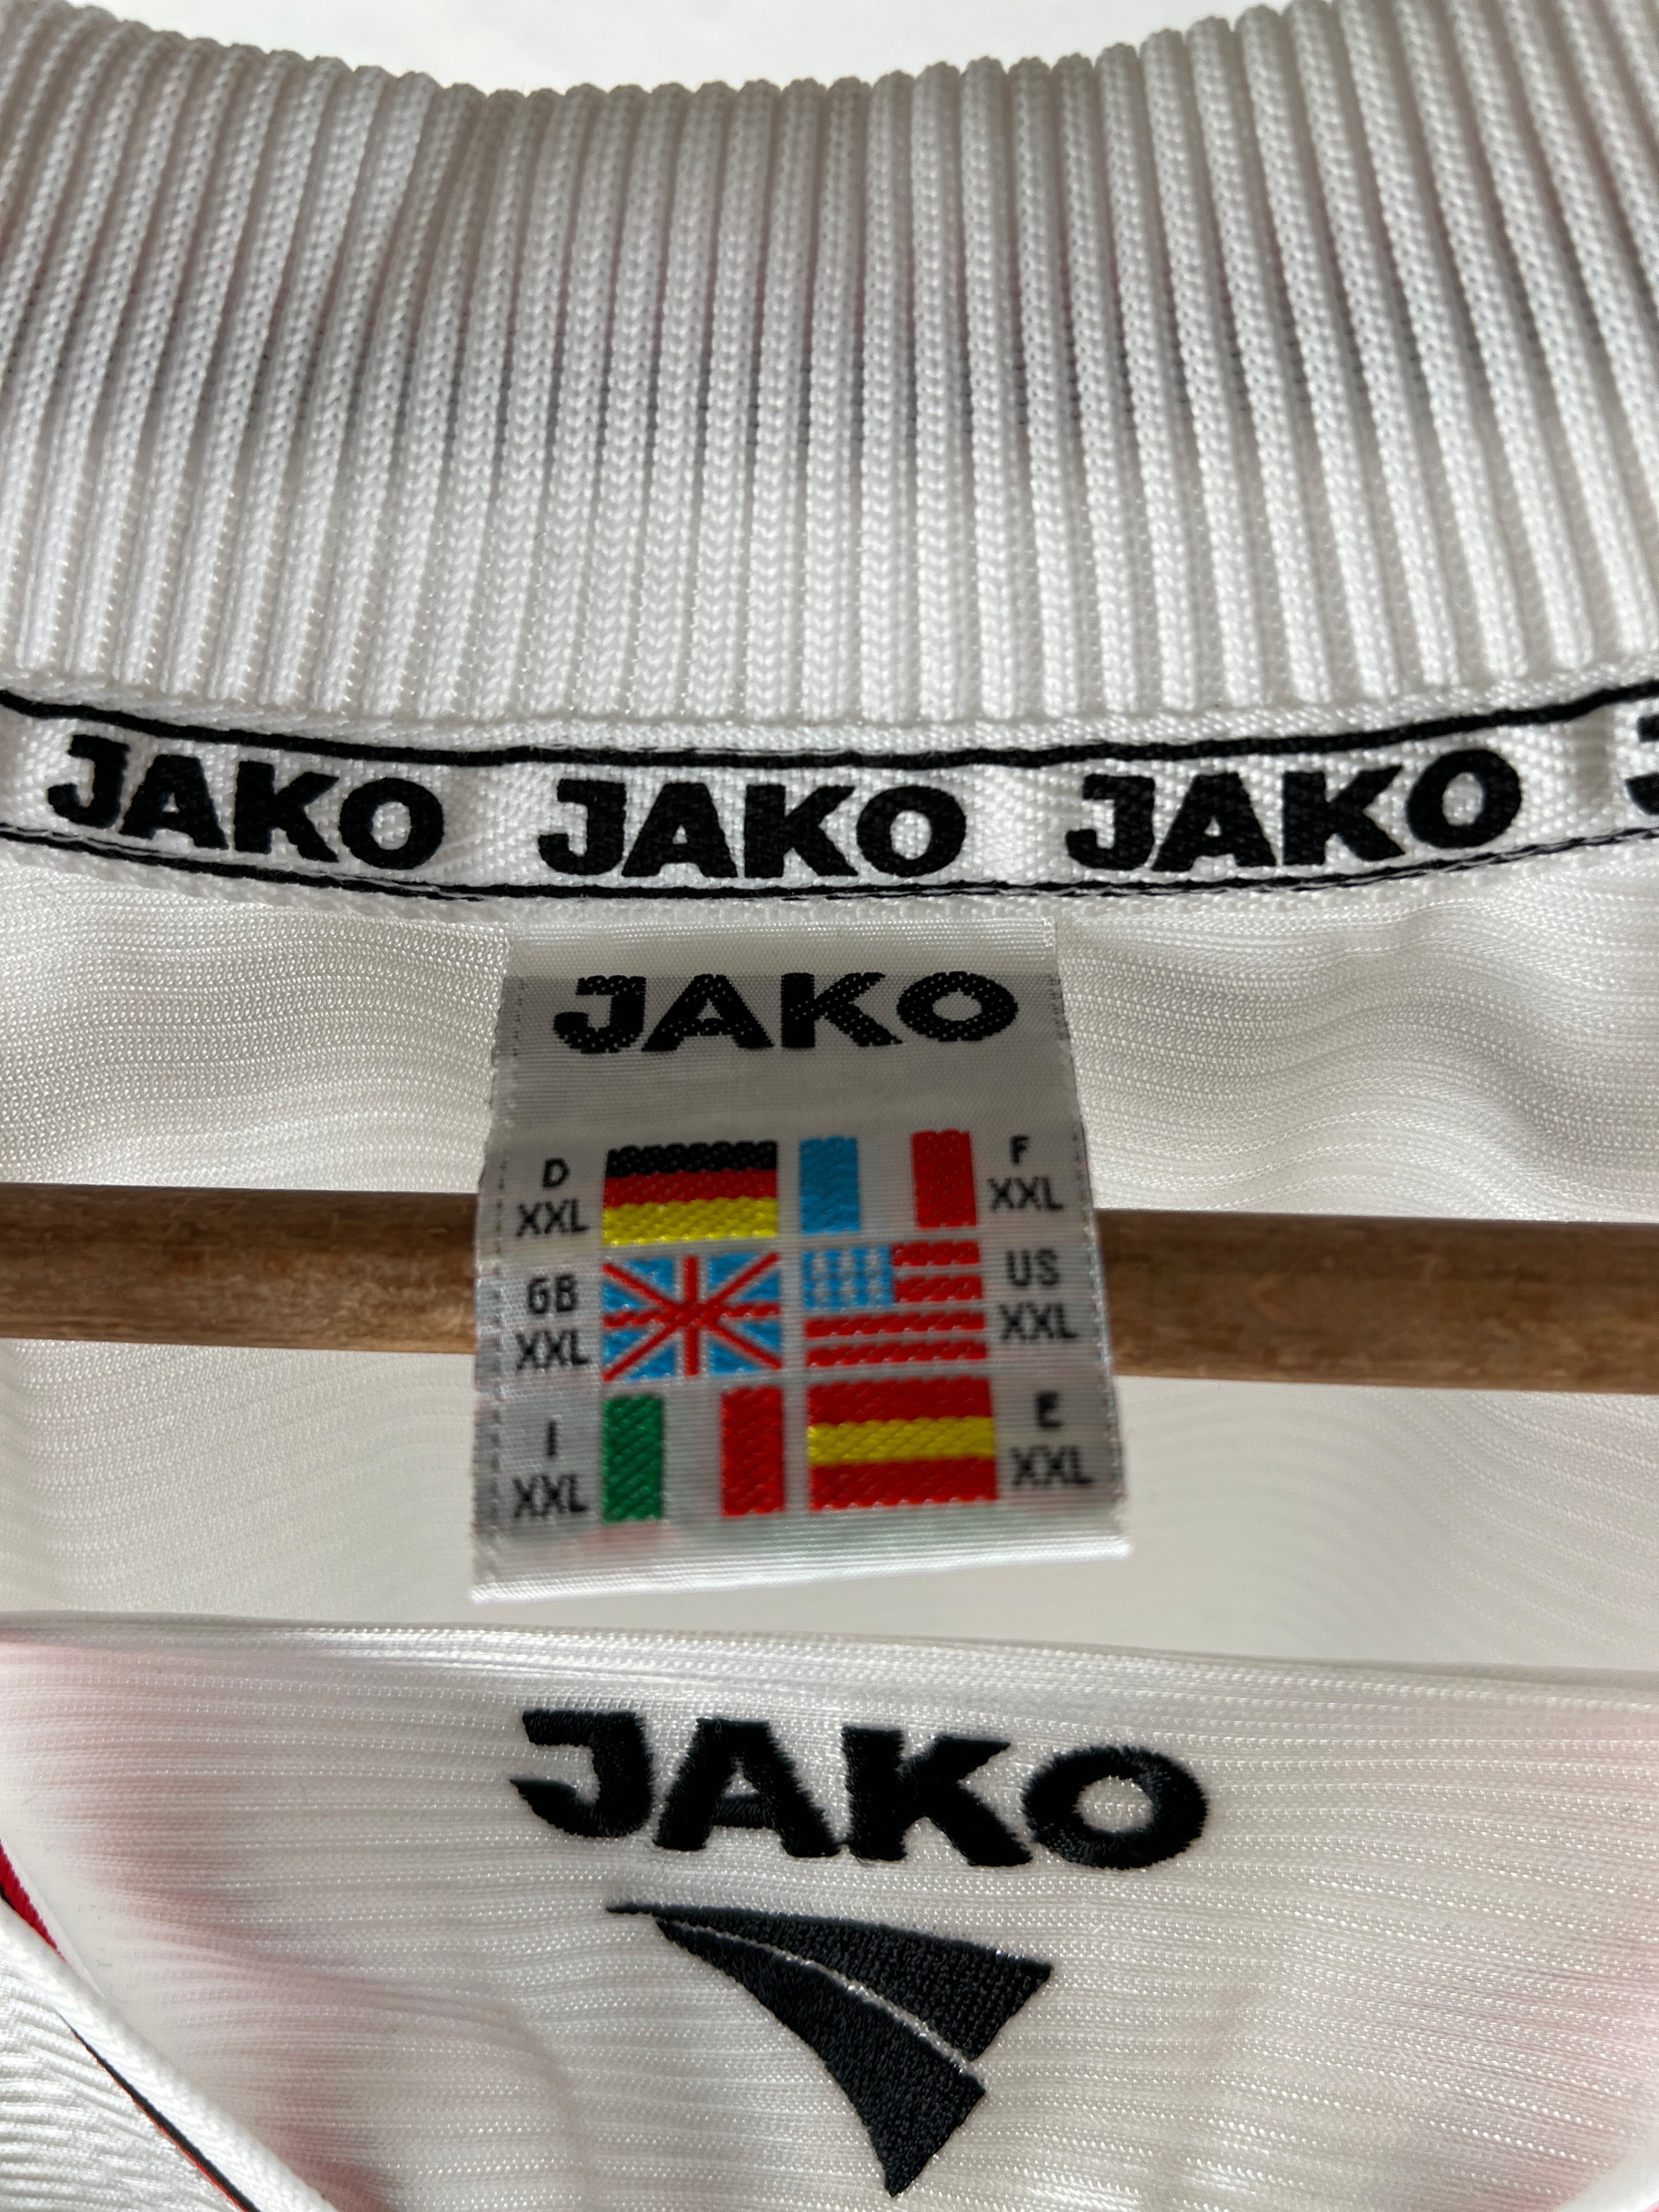 JAKO JAKO JAKO
JAKO
D F
XXL XXL
GB US
XXL XXL
I E
XXL XXL
JAKO